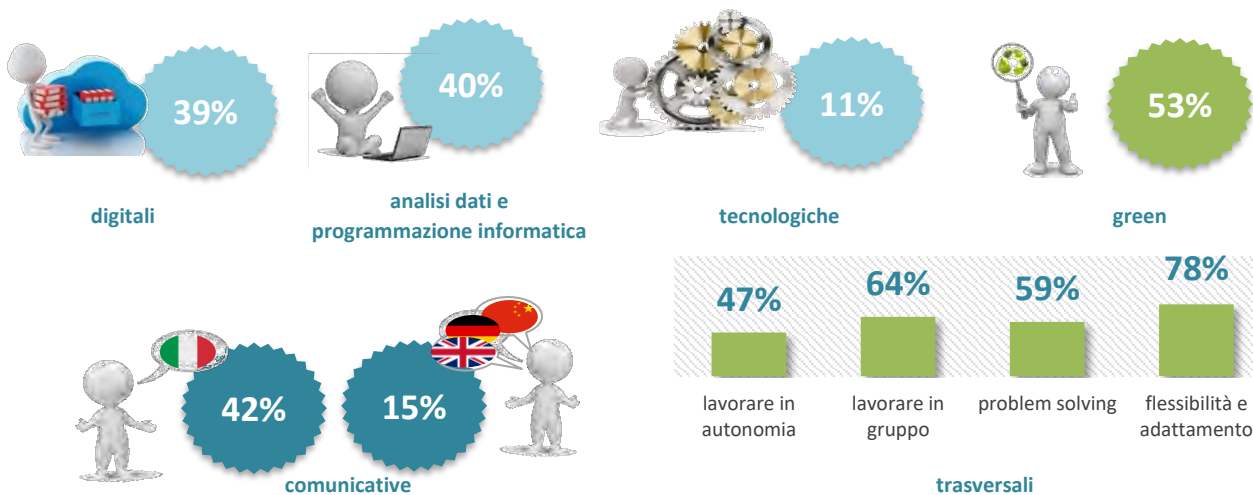 39%
40%
11%
53%
digitali
analisi dati e
programmazione informatica
tecnologiche
green
42%
15%
comunicative
47%
64%
59%
78%
lavorare in
autonomia
lavorare in
gruppo
problem solving
flessibilità e
adattamento
trasversali